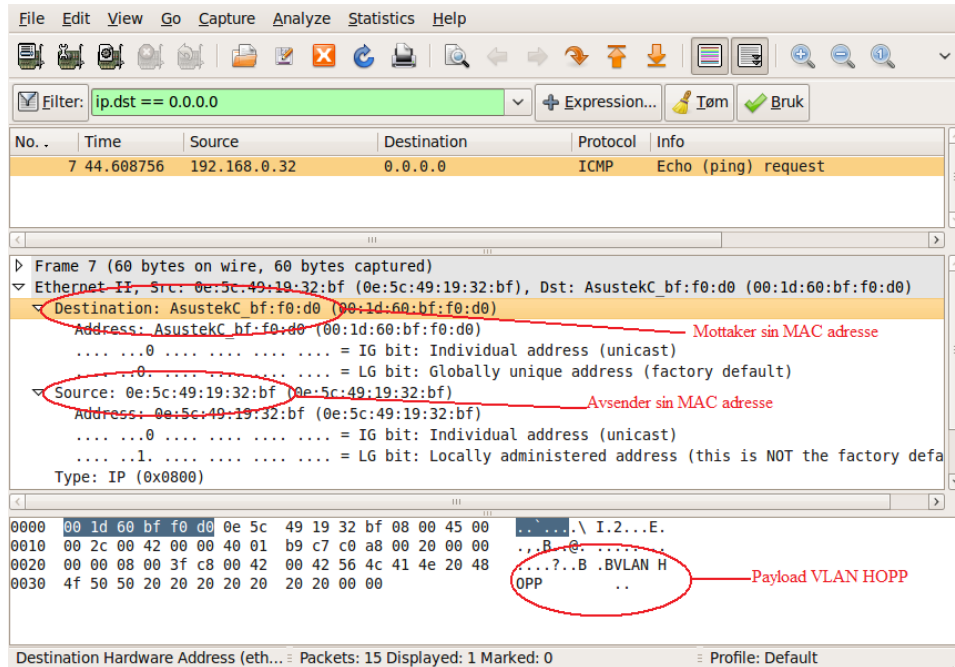 File Edit View Go Capture Analyze Statistics Help
Filter: ip.dst == 0.0.0.0 Expression... Tøm Bruk
No. . Time Source Destination Protocol Info
7 44.608756 192.168.0.32 0.0.0.0 ICMP Echo (ping) request
Frame 7 (60 bytes on wire, 60 bytes captured)
Ethernet II, Src: 0e:5c:49:19:32:bf (0e:5c:49:19:32:bf), Dst: AsustekC_bf:f0:d0 (00:1d:60:bf:f0:d0)
Destination: AsustekC_bf:f0:d0 (00:1d:60:bf:f0:d0)
Address: AsustekC_bf:f0:d0 (00:1d:60:bf:f0:d0)
Mottaker sin MAC adresse
.... ...0 .... .... .... .... = IG bit: Individual address (unicast)
.... ..0. .... .... .... .... = LG bit: Globally unique address (factory default)
Source: 0e:5c:49:19:32:bf (0e:5c:49:19:32:bf)
Avsender sin MAC adresse
Address: 0e:5c:49:19:32:bf (0e:5c:49:19:32:bf)
.... ...0 .... .... .... .... = IG bit: Individual address (unicast)
.... ..1. .... .... .... .... = LG bit: Locally administered address (this is NOT the factory defa
Type: IP (0x0800)
0000 00 1d 60 bf f0 d0 0e 5c 49 19 32 bf 08 00 45 00 ..`....\ I.2...E.
0010 00 2c 00 42 00 00 40 01 b9 c7 c0 a8 00 20 00 00 .,.B..@. ..... ..
0020 00 00 08 00 3f c8 00 42 00 42 56 4c 41 4e 20 48 ....?..B .BVLAN H
0030 4f 50 50 20 20 20 20 20 20 20 00 00 OPP ..
Payload VLAN HOPP
Destination Hardware Address (eth... Packets: 15 Displayed: 1 Marked: 0 Profile: Default